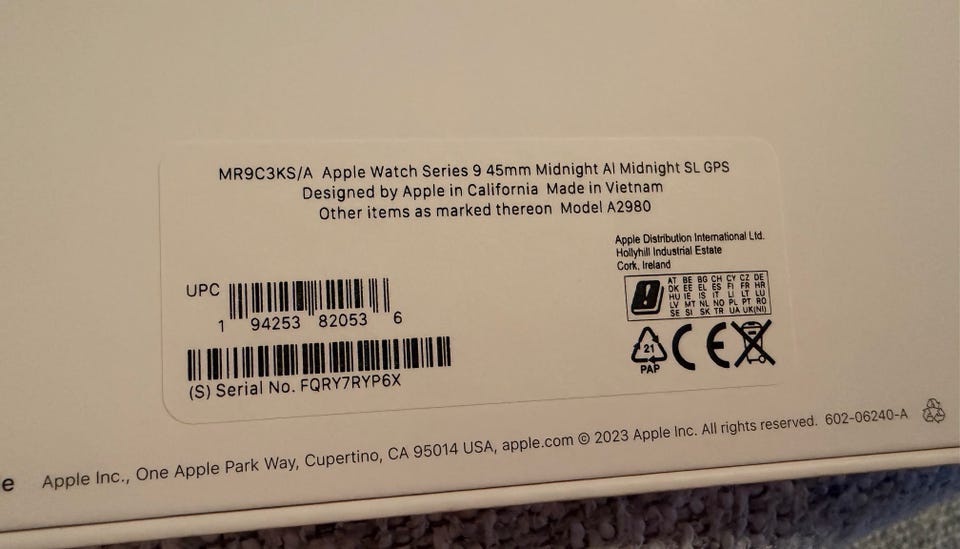 MR9C3KS/A Apple Watch Series 9 45mm Midnight Al Midnight SL GPS
Designed by Apple in California Made in Vietnam
Other items as marked thereon Model A2980
Apple Distribution International Ltd.
Hollyhill Industrial Estate
Cork, Ireland
AT BE BG CH CY CZ DE
DK EE EL ES FI FR HR
HU IE IS IT LI LT LU
LV MT NL NO PL PT RO
SE SI SK TR UA UK(NI)
UPC
1 94253 82053 6
21
PAP
CE
(S) Serial No. FQRY7RYP6X
e Apple Inc., One Apple Park Way, Cupertino, CA 95014 USA, apple.com © 2023 Apple Inc. All rights reserved. 602-06240-A